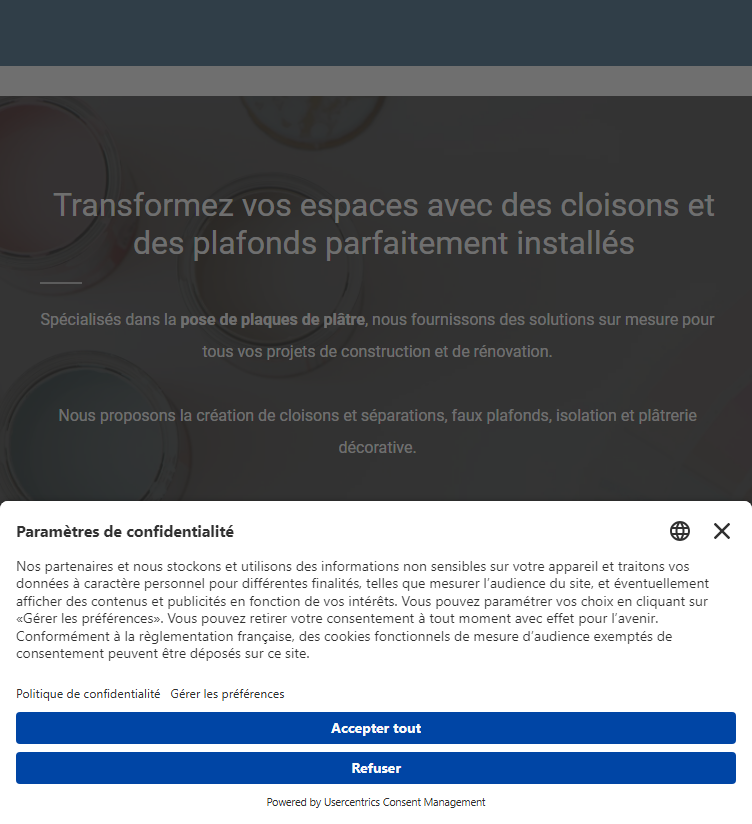 Transformez vos espaces avec des cloisons et
des plafonds parfaitement installés
Spécialisés dans la pose de plaques de plâtre, nous fournissons des solutions sur mesure pour
tous vos projets de construction et de rénovation.
Nous proposons la création de cloisons et séparations, faux plafonds, isolation et plâtrerie
décorative.
Paramètres de confidentialité
Nos partenaires et nous stockons et utilisons des informations non sensibles sur votre appareil et traitons vos
données à caractère personnel pour différentes finalités, telles que mesurer l’audience du site, et éventuellement
afficher des contenus et publicités en fonction de vos intérêts. Vous pouvez paramétrer vos choix en cliquant sur
«Gérer les préférences». Vous pouvez retirer votre consentement à tout moment avec effet pour l’avenir.
Conformément à la règlementation française, des cookies fonctionnels de mesure d’audience exemptés de
consentement peuvent être déposés sur ce site.
Politique de confidentialité Gérer les préférences
Accepter tout
Refuser
Powered by Usercentrics Consent Management